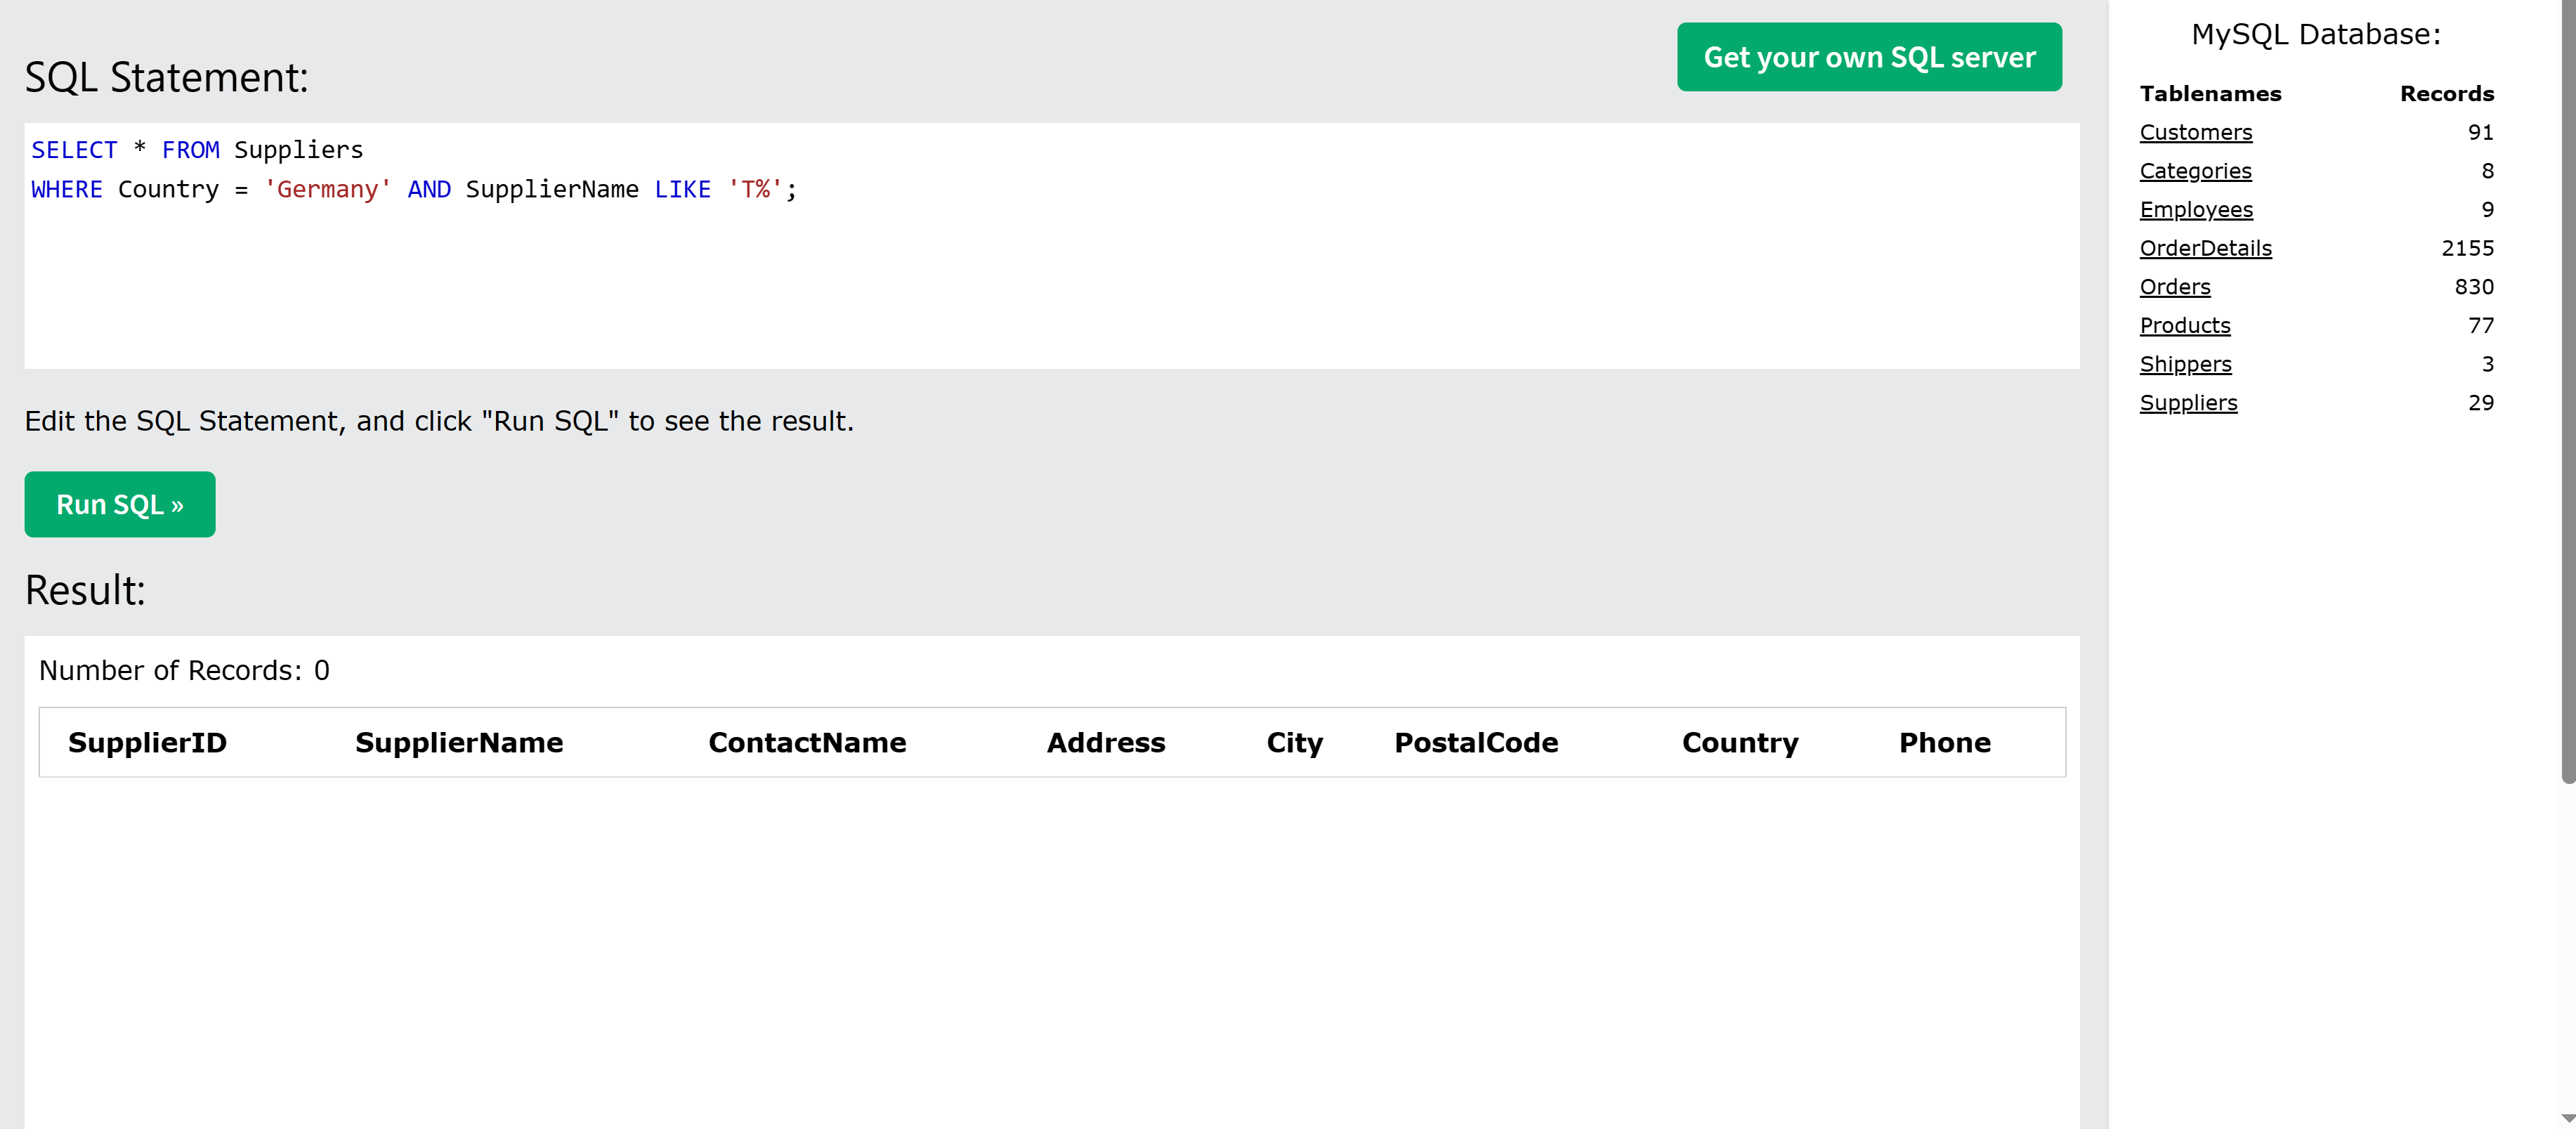 SQL Statement:
Get your own SQL server
SELECT * FROM Suppliers
WHERE Country = 'Germany' AND SupplierName LIKE 'T%';
Edit the SQL Statement, and click "Run SQL" to see the result.
Run SQL »
Result:
Number of Records: 0
SupplierID SupplierName ContactName Address City PostalCode Country Phone
MySQL Database:
Tablenames Records
Customers 91
Categories 8
Employees 9
OrderDetails 2155
Orders 830
Products 77
Shippers 3
Suppliers 29